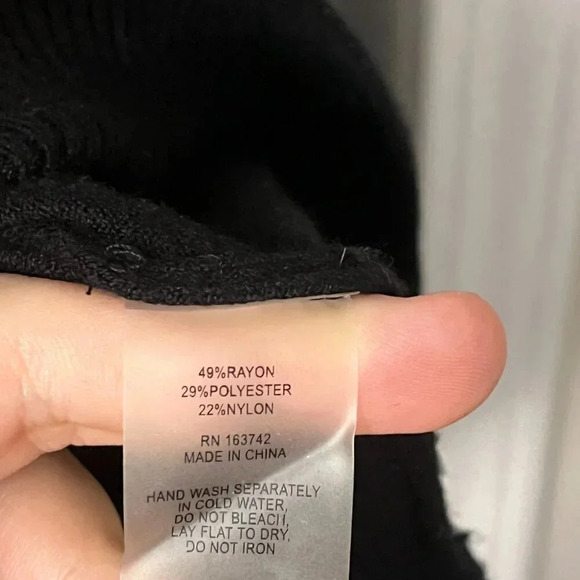 49%RAYON
29%POLYESTER
22%NYLON
RN 163742
MADE IN CHINA
HAND WASH SEPARATELY
IN COLD WATER,
DO NOT BLEACH,
LAY FLAT TO DRY,
DO NOT IRON